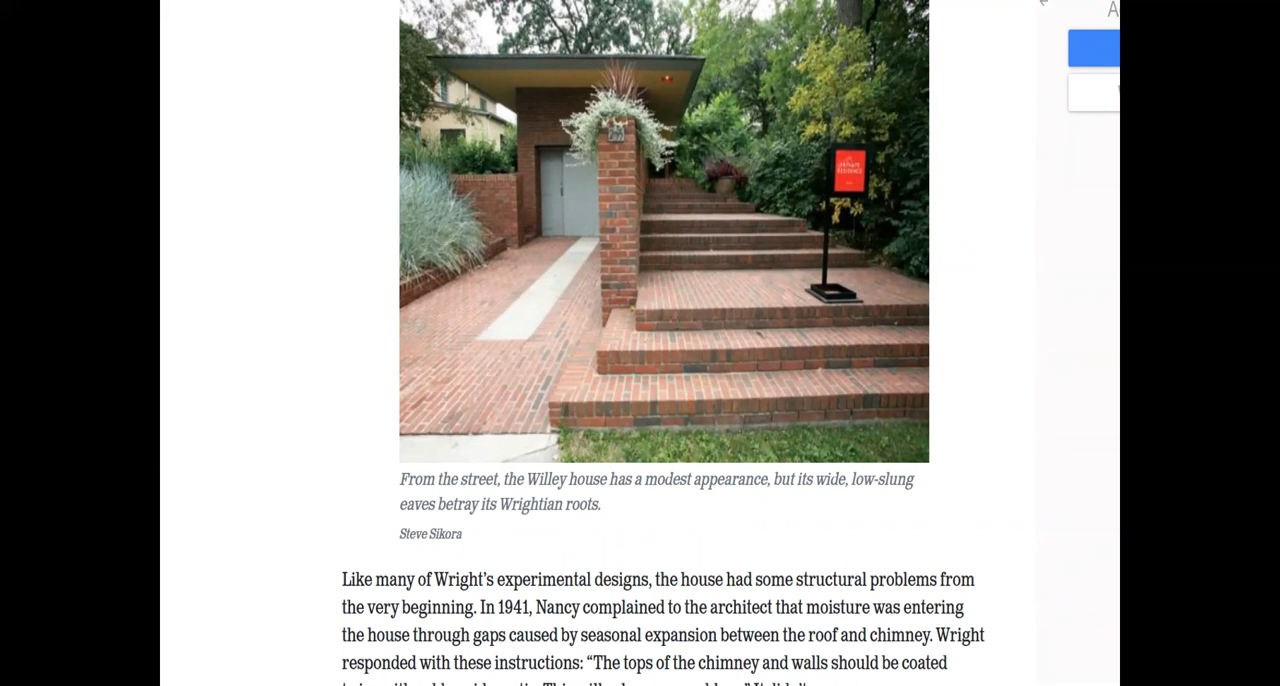 PRIVATE
RESIDENCE
From the street, the Willey house has a modest appearance, but its wide, low-slung
eaves betray its Wrightian roots.
Steve Sikora
Like many of Wright’s experimental designs, the house had some structural problems from
the very beginning. In 1941, Nancy complained to the architect that moisture was entering
the house through gaps caused by seasonal expansion between the roof and chimney. Wright
responded with these instructions: “The tops of the chimney and walls should be coated